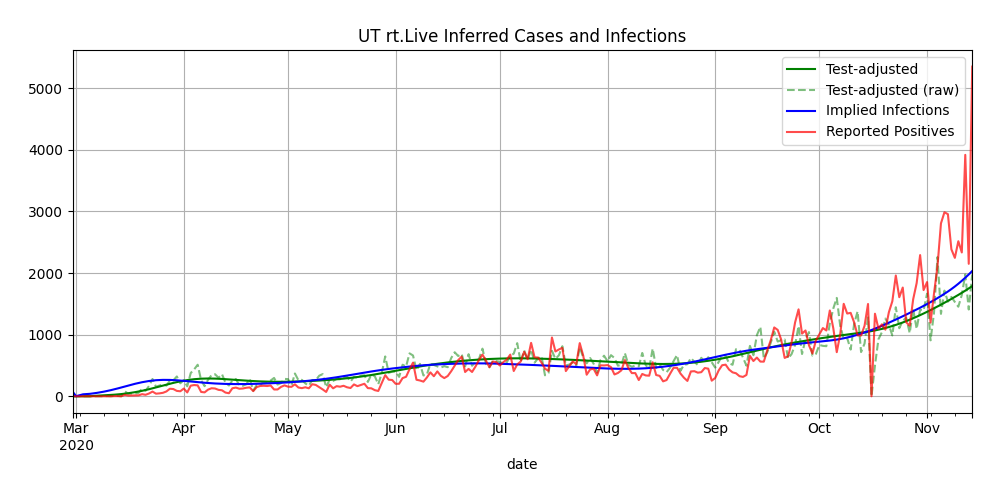 UT rt.Live Inferred Cases and Infections
Test-adjusted
Test-adjusted (raw)
Implied Infections
Reported Positives
5000
4000
3000
2000
1000
0
Mar Apr May Jun Jul Aug Sep Oct Nov
2020
date